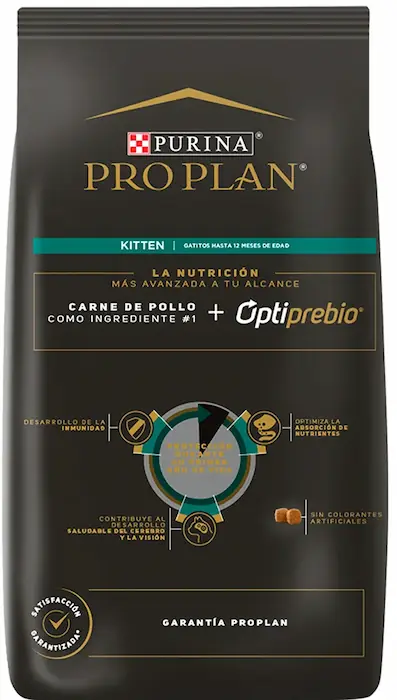 PURINA®
PRO PLAN®
KITTEN | GATITOS HASTA 12 MESES DE EDAD
LA NUTRICIÓN
MÁS AVANZADA A TU ALCANCE
CARNE DE POLLO
COMO INGREDIENTE #1
+ Optiprebio®
DESARROLLO DE LA
INMUNIDAD
OPTIMIZA LA
ABSORCIÓN DE
NUTRIENTES
CONTRIBUYE AL
DESARROLLO
SALUDABLE DEL CEREBRO
Y LA VISIÓN
SIN COLORANTES
ARTIFICIALES
SATISFACCIÓN
GARANTIZADA*
GARANTÍA PROPLAN